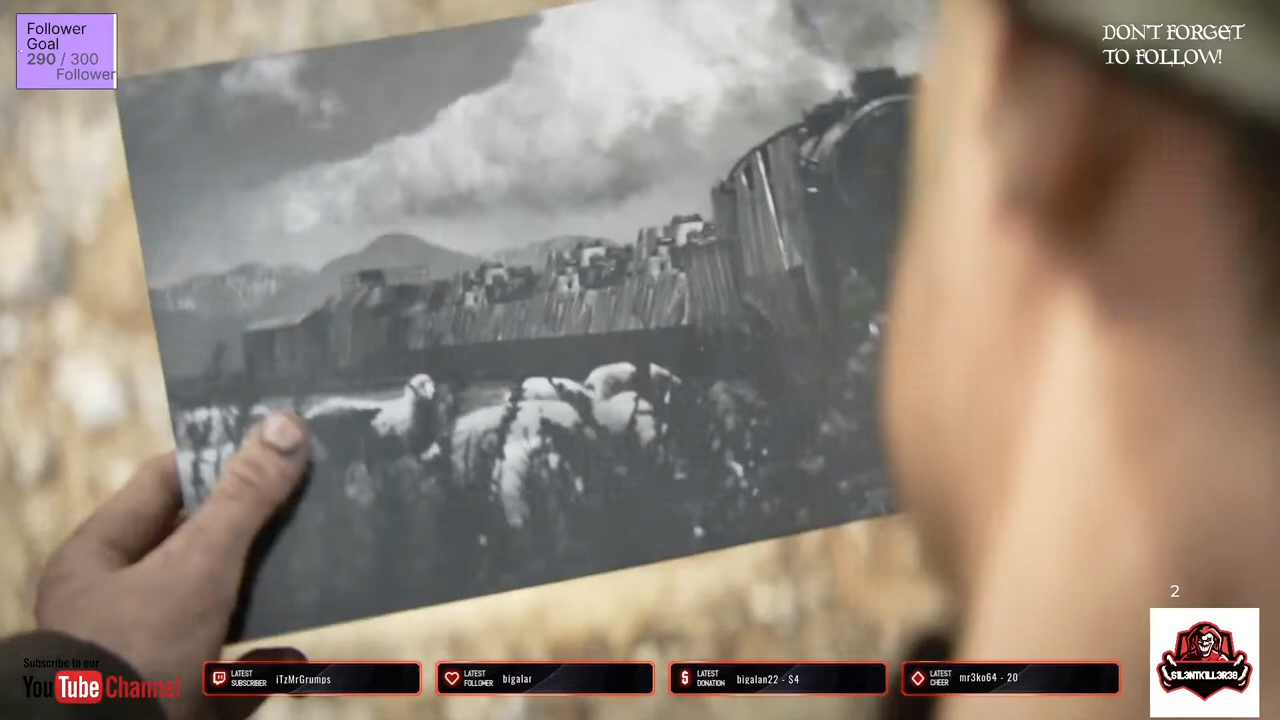 Follower
Goal
290 / 300
Follower
DON'T FORGET
TO FOLLOW!
2
Subscribe to our
YouTube Channel
LATEST
SUBSCRIBER
iTzMrGrumps
LATEST
FOLLOWER
bigalar
LATEST
DONATION
bigalan22 - $4
LATEST
CHEER
mr3ko64 - 20
S1L3NTK1LL3R38